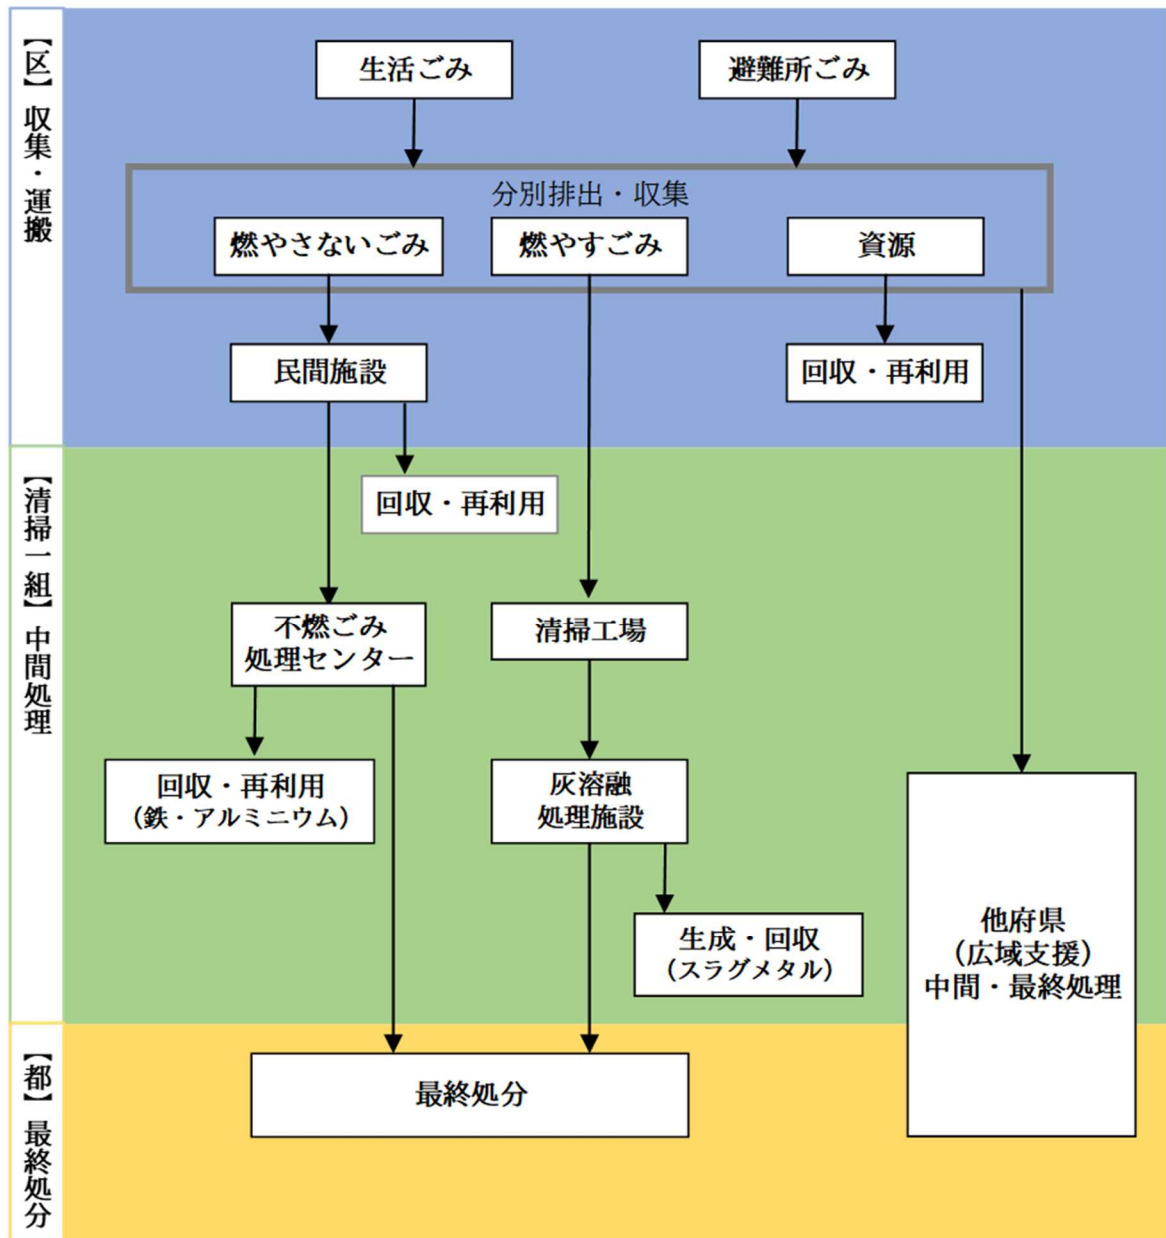 【区】収集・運搬
生活ごみ
避難所ごみ
分別排出・収集
燃やさないごみ
燃やすごみ
資源
民間施設
回収・再利用
【清掃一組】中間処理
回収・再利用
不燃ごみ
処理センター
清掃工場
回収・再利用
（鉄・アルミニウム）
灰溶融
処理施設
生成・回収
（スラグメタル）
他府県
（広域支援）
中間・最終処理
【都】最終処分
最終処分